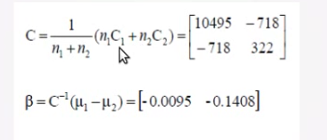 C = 1/(n₁ + n₂) (n₁C₁ + n₂C₂) = [10495 −718; −718 322]
β = C⁻¹(μ₁ − μ₂) = [-0.0095 -0.1408]